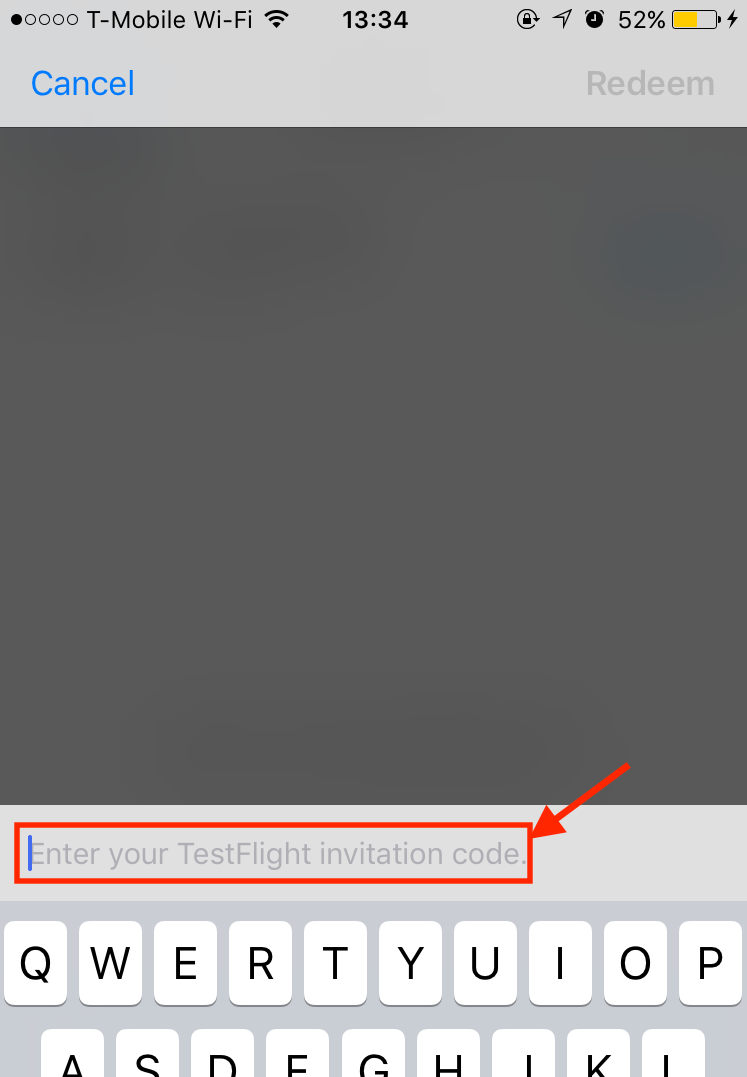 T-Mobile Wi-Fi 13:34 52%
Cancel Redeem
Enter your TestFlight invitation code.
Q W E R T Y U I O P
A S D F G H J K L